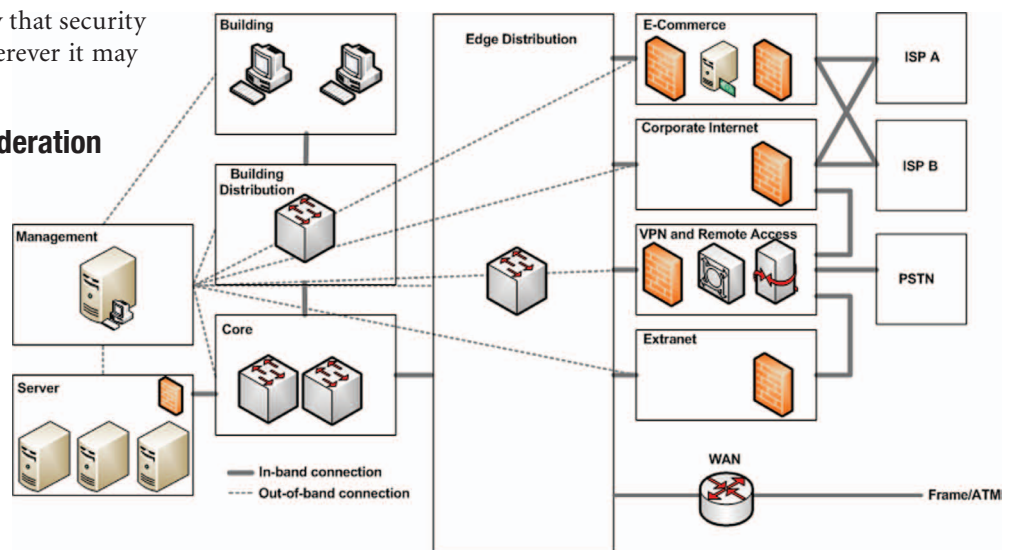 that security
erever it may
deration
Building
Edge Distribution
E-Commerce
ISP A
Corporate Internet
ISP B
Building
Distribution
Management
VPN and Remote Access
PSTN
Core
Extranet
Server
In-band connection
Out-of-band connection
WAN
Frame/ATM